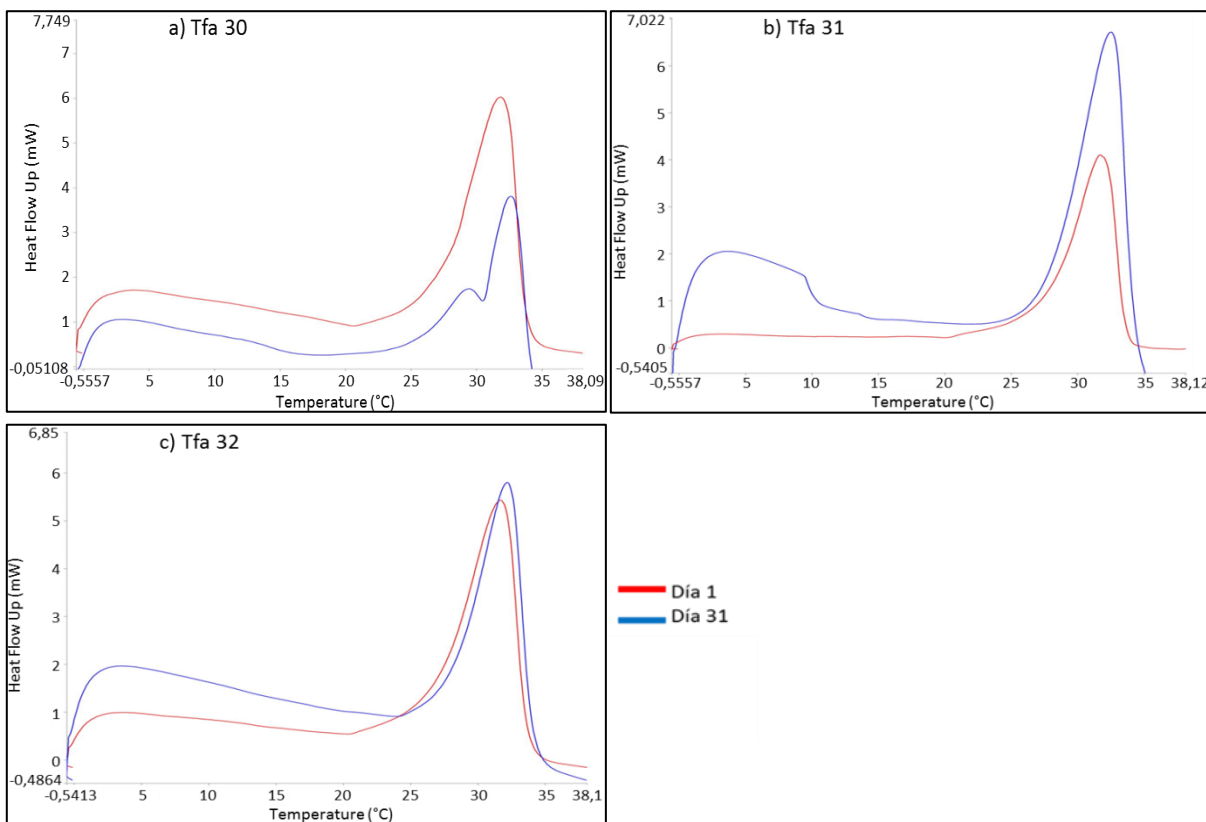 a) Tfa 30
7,749
7
6
5
4
3
2
1
-0,05108
Heat Flow Up (mW)
-0,5557 5 10 15 20 25 30 35 38,09
Temperature (°C)
b) Tfa 31
7,022
6
5
4
3
2
1
0
-0,5405
Heat Flow Up (mW)
-0,5557 5 10 15 20 25 30 35 38,12
Temperature (°C)
c) Tfa 32
6,85
6
5
4
3
2
1
0
-0,4864
Heat Flow Up (mW)
-0,5413 5 10 15 20 25 30 35 38,1
Temperature (°C)
Día 1
Día 31